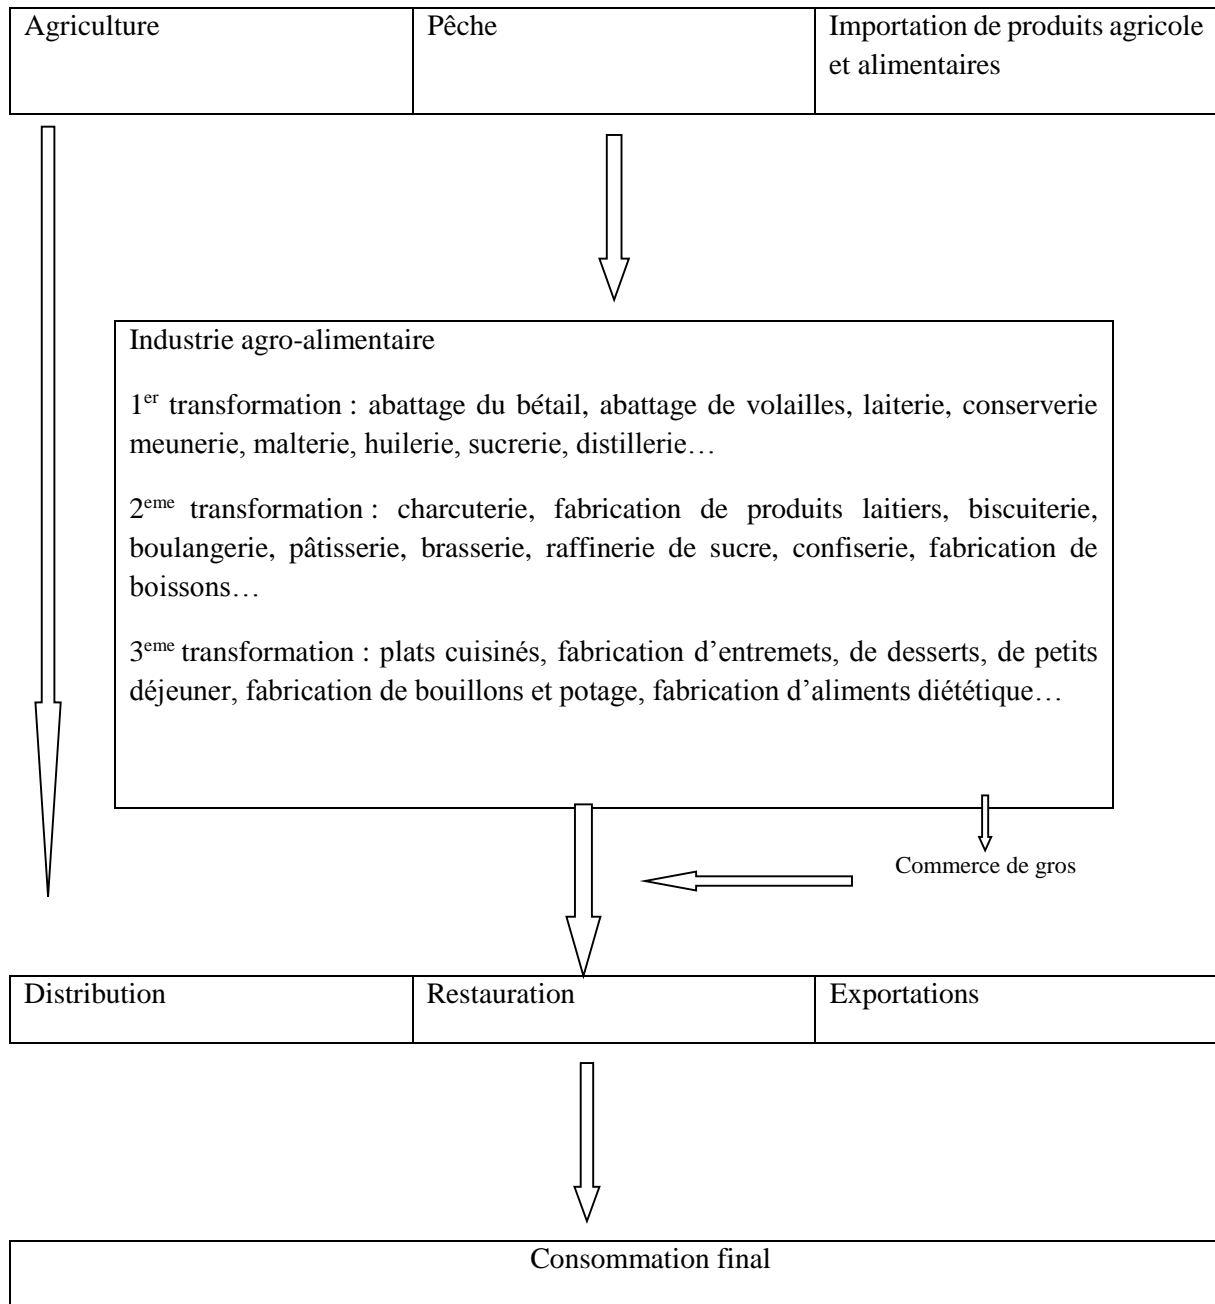 Agriculture
Pêche
Importation de produits agricole
et alimentaires
Industrie agro-alimentaire
1er transformation : abattage du bétail, abattage de volailles, laiterie, conserverie
meunerie, malterie, huilerie, sucrerie, distillerie…
2eme transformation : charcuterie, fabrication de produits laitiers, biscuiterie,
boulangerie, pâtisserie, brasserie, raffinerie de sucre, confiserie, fabrication de
boissons…
3eme transformation : plats cuisinés, fabrication d’entremets, de desserts, de petits
déjeuner, fabrication de bouillons et potage, fabrication d’aliments diététique…
Commerce de gros
Distribution
Restauration
Exportations
Consommation final